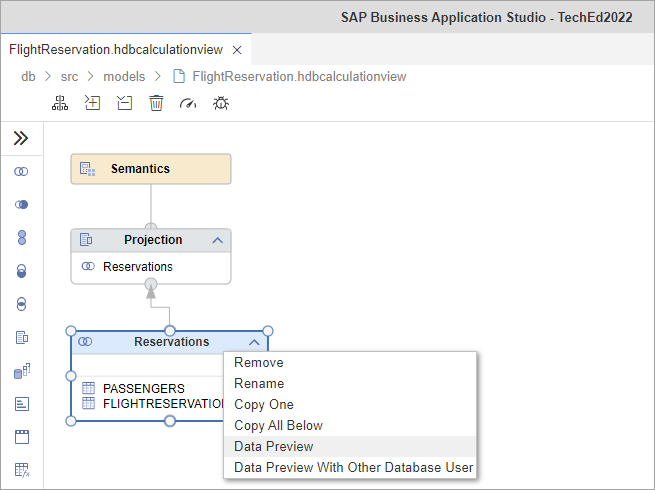 SAP Business Application Studio - TechEd2022
FlightReservation.hdbcalculationview
db > src > models > FlightReservation.hdbcalculationview
Semantics
Projection
Reservations
Reservations
PASSENGERS
FLIGHTRESERVATION
Remove
Rename
Copy One
Copy All Below
Data Preview
Data Preview With Other Database User